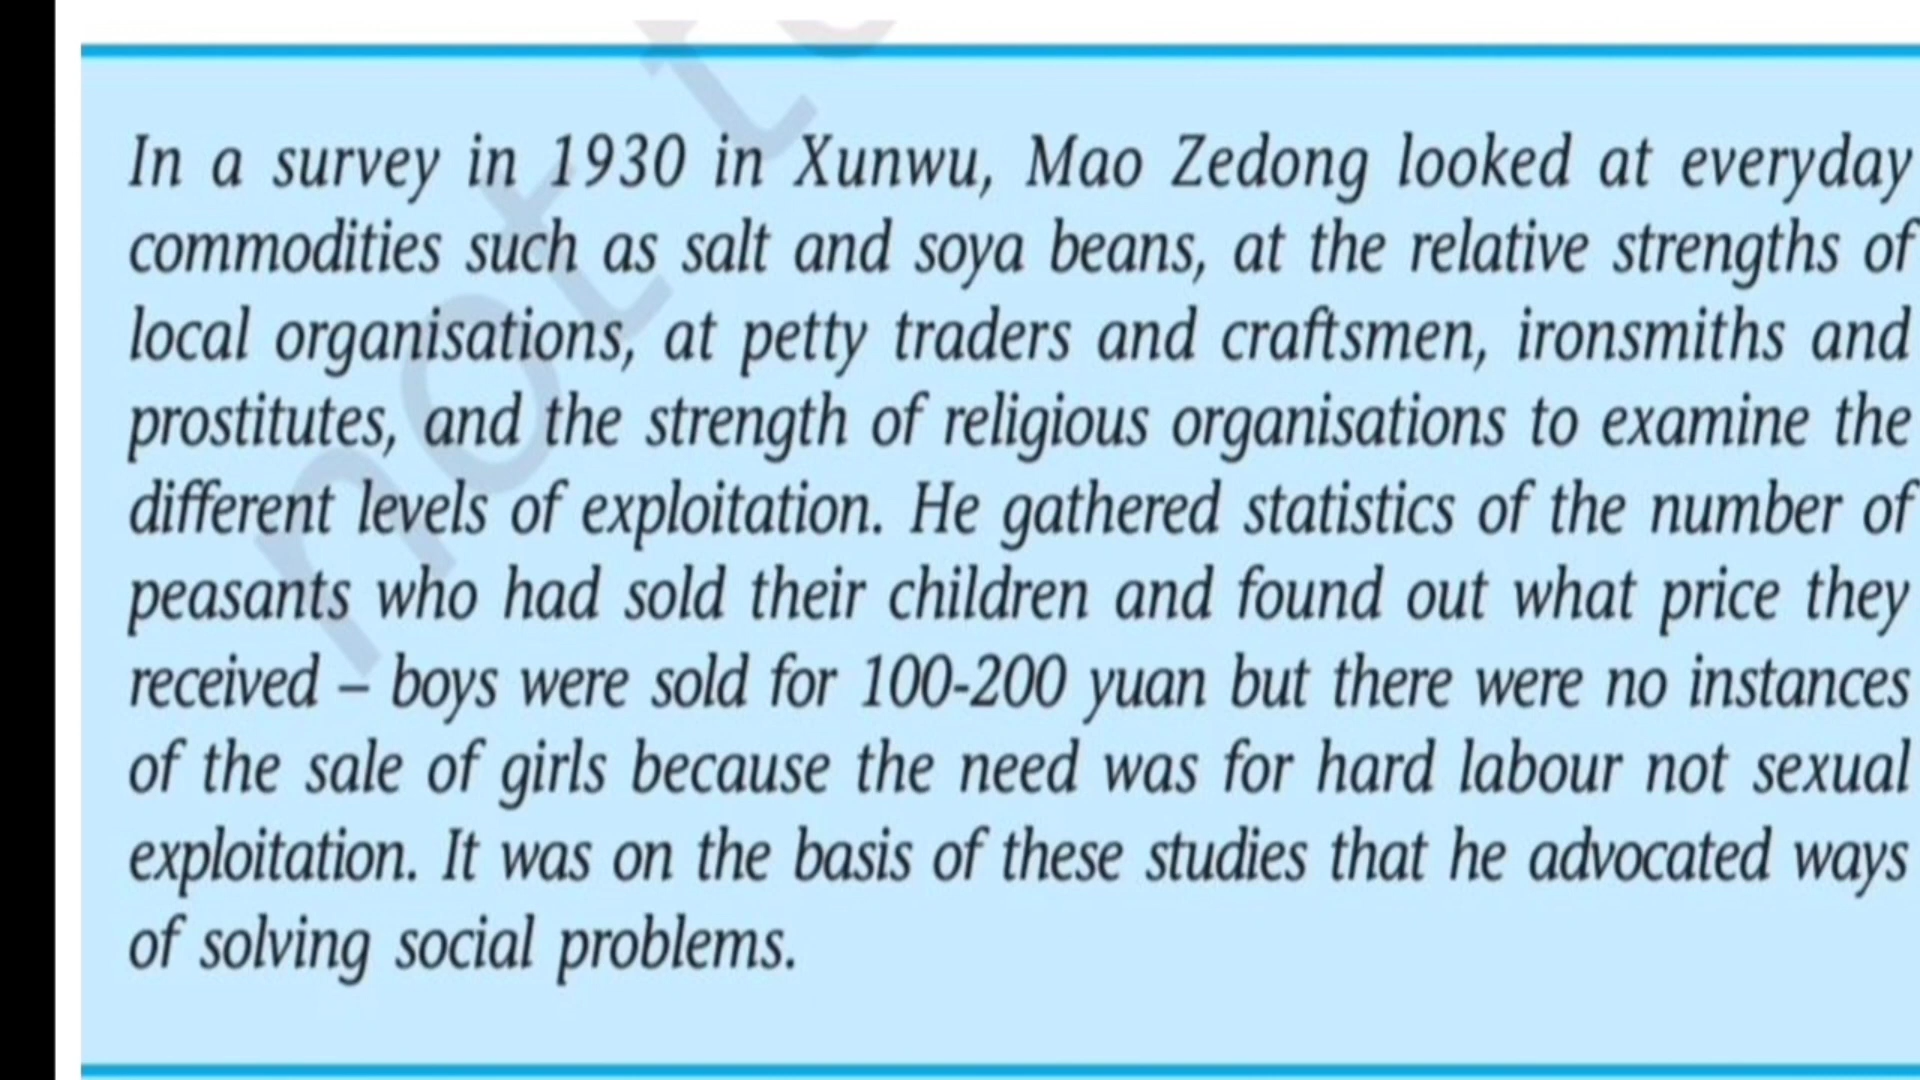 In a survey in 1930 in Xunwu, Mao Zedong looked at everyday
commodities such as salt and soya beans, at the relative strengths of
local organisations, at petty traders and craftsmen, ironsmiths and
prostitutes, and the strength of religious organisations to examine the
different levels of exploitation. He gathered statistics of the number of
peasants who had sold their children and found out what price they
received – boys were sold for 100-200 yuan but there were no instances
of the sale of girls because the need was for hard labour not sexual
exploitation. It was on the basis of these studies that he advocated ways
of solving social problems.
not